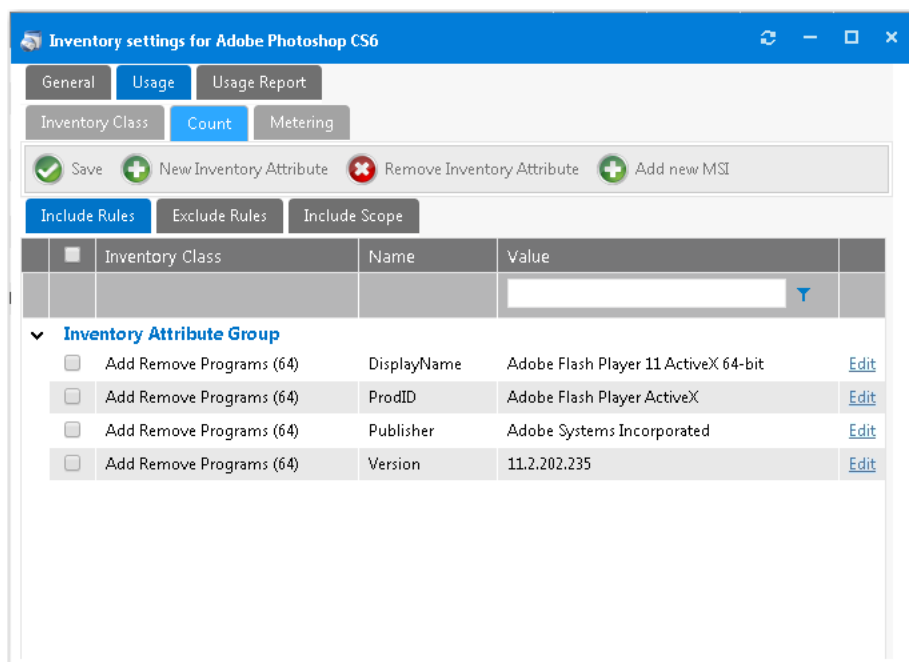 Inventory settings for Adobe Photoshop CS6
General Usage Usage Report
Inventory Class Count Metering
Save New Inventory Attribute Remove Inventory Attribute Add new MSI
Include Rules Exclude Rules Include Scope
Inventory Class Name Value
Inventory Attribute Group
Add Remove Programs (64) DisplayName Adobe Flash Player 11 ActiveX 64-bit Edit
Add Remove Programs (64) ProdID Adobe Flash Player ActiveX Edit
Add Remove Programs (64) Publisher Adobe Systems Incorporated Edit
Add Remove Programs (64) Version 11.2.202.235 Edit